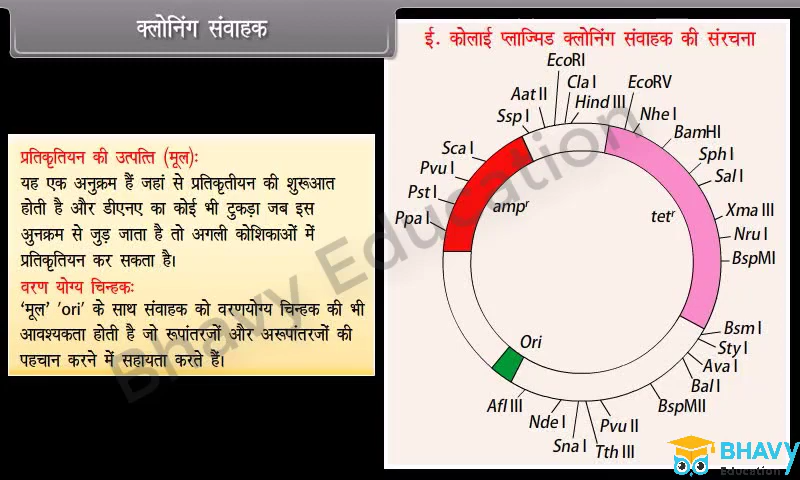 क्लोनिंग संवाहक
ई. कोलाई प्लाज्मिड क्लोनिंग संवाहक की संरचना
प्रतिकृतियन की उत्पत्ति (मूल):
यह एक अनुक्रम हैं जहां से प्रतिकृतीयन की शुरूआत
होती है और डीएनए का कोई भी टुकड़ा जब इस
अुनक्रम से जुड़ जाता है तो अगली कोशिकाओं में
प्रतिकृतियन कर सकता है।
वरण योग्य चिन्हकः
‘मूल’ ’ori’ के साथ संवाहक को वरणयोग्य चिन्हक की भी
आवश्यकता होती है जो रूपांतरजों और अरूपांतरजों की
पहचान करने में सहायता करते हैं।
EcoRI
Cla I
Hind III
EcoRV
Aat II
Ssp I
Nhe I
BamHI
Sca I
Sph I
Pvu I
Sal I
Pst I
Ppa I
ampʳ
tetʳ
Xma III
Nru I
BspMI
Ori
Bsm I
Sty I
Ava I
Bal I
BspMII
Afl III
Nde I
Pvu II
Sna I
Tth III
Bhavy Education
BHAVY
Education